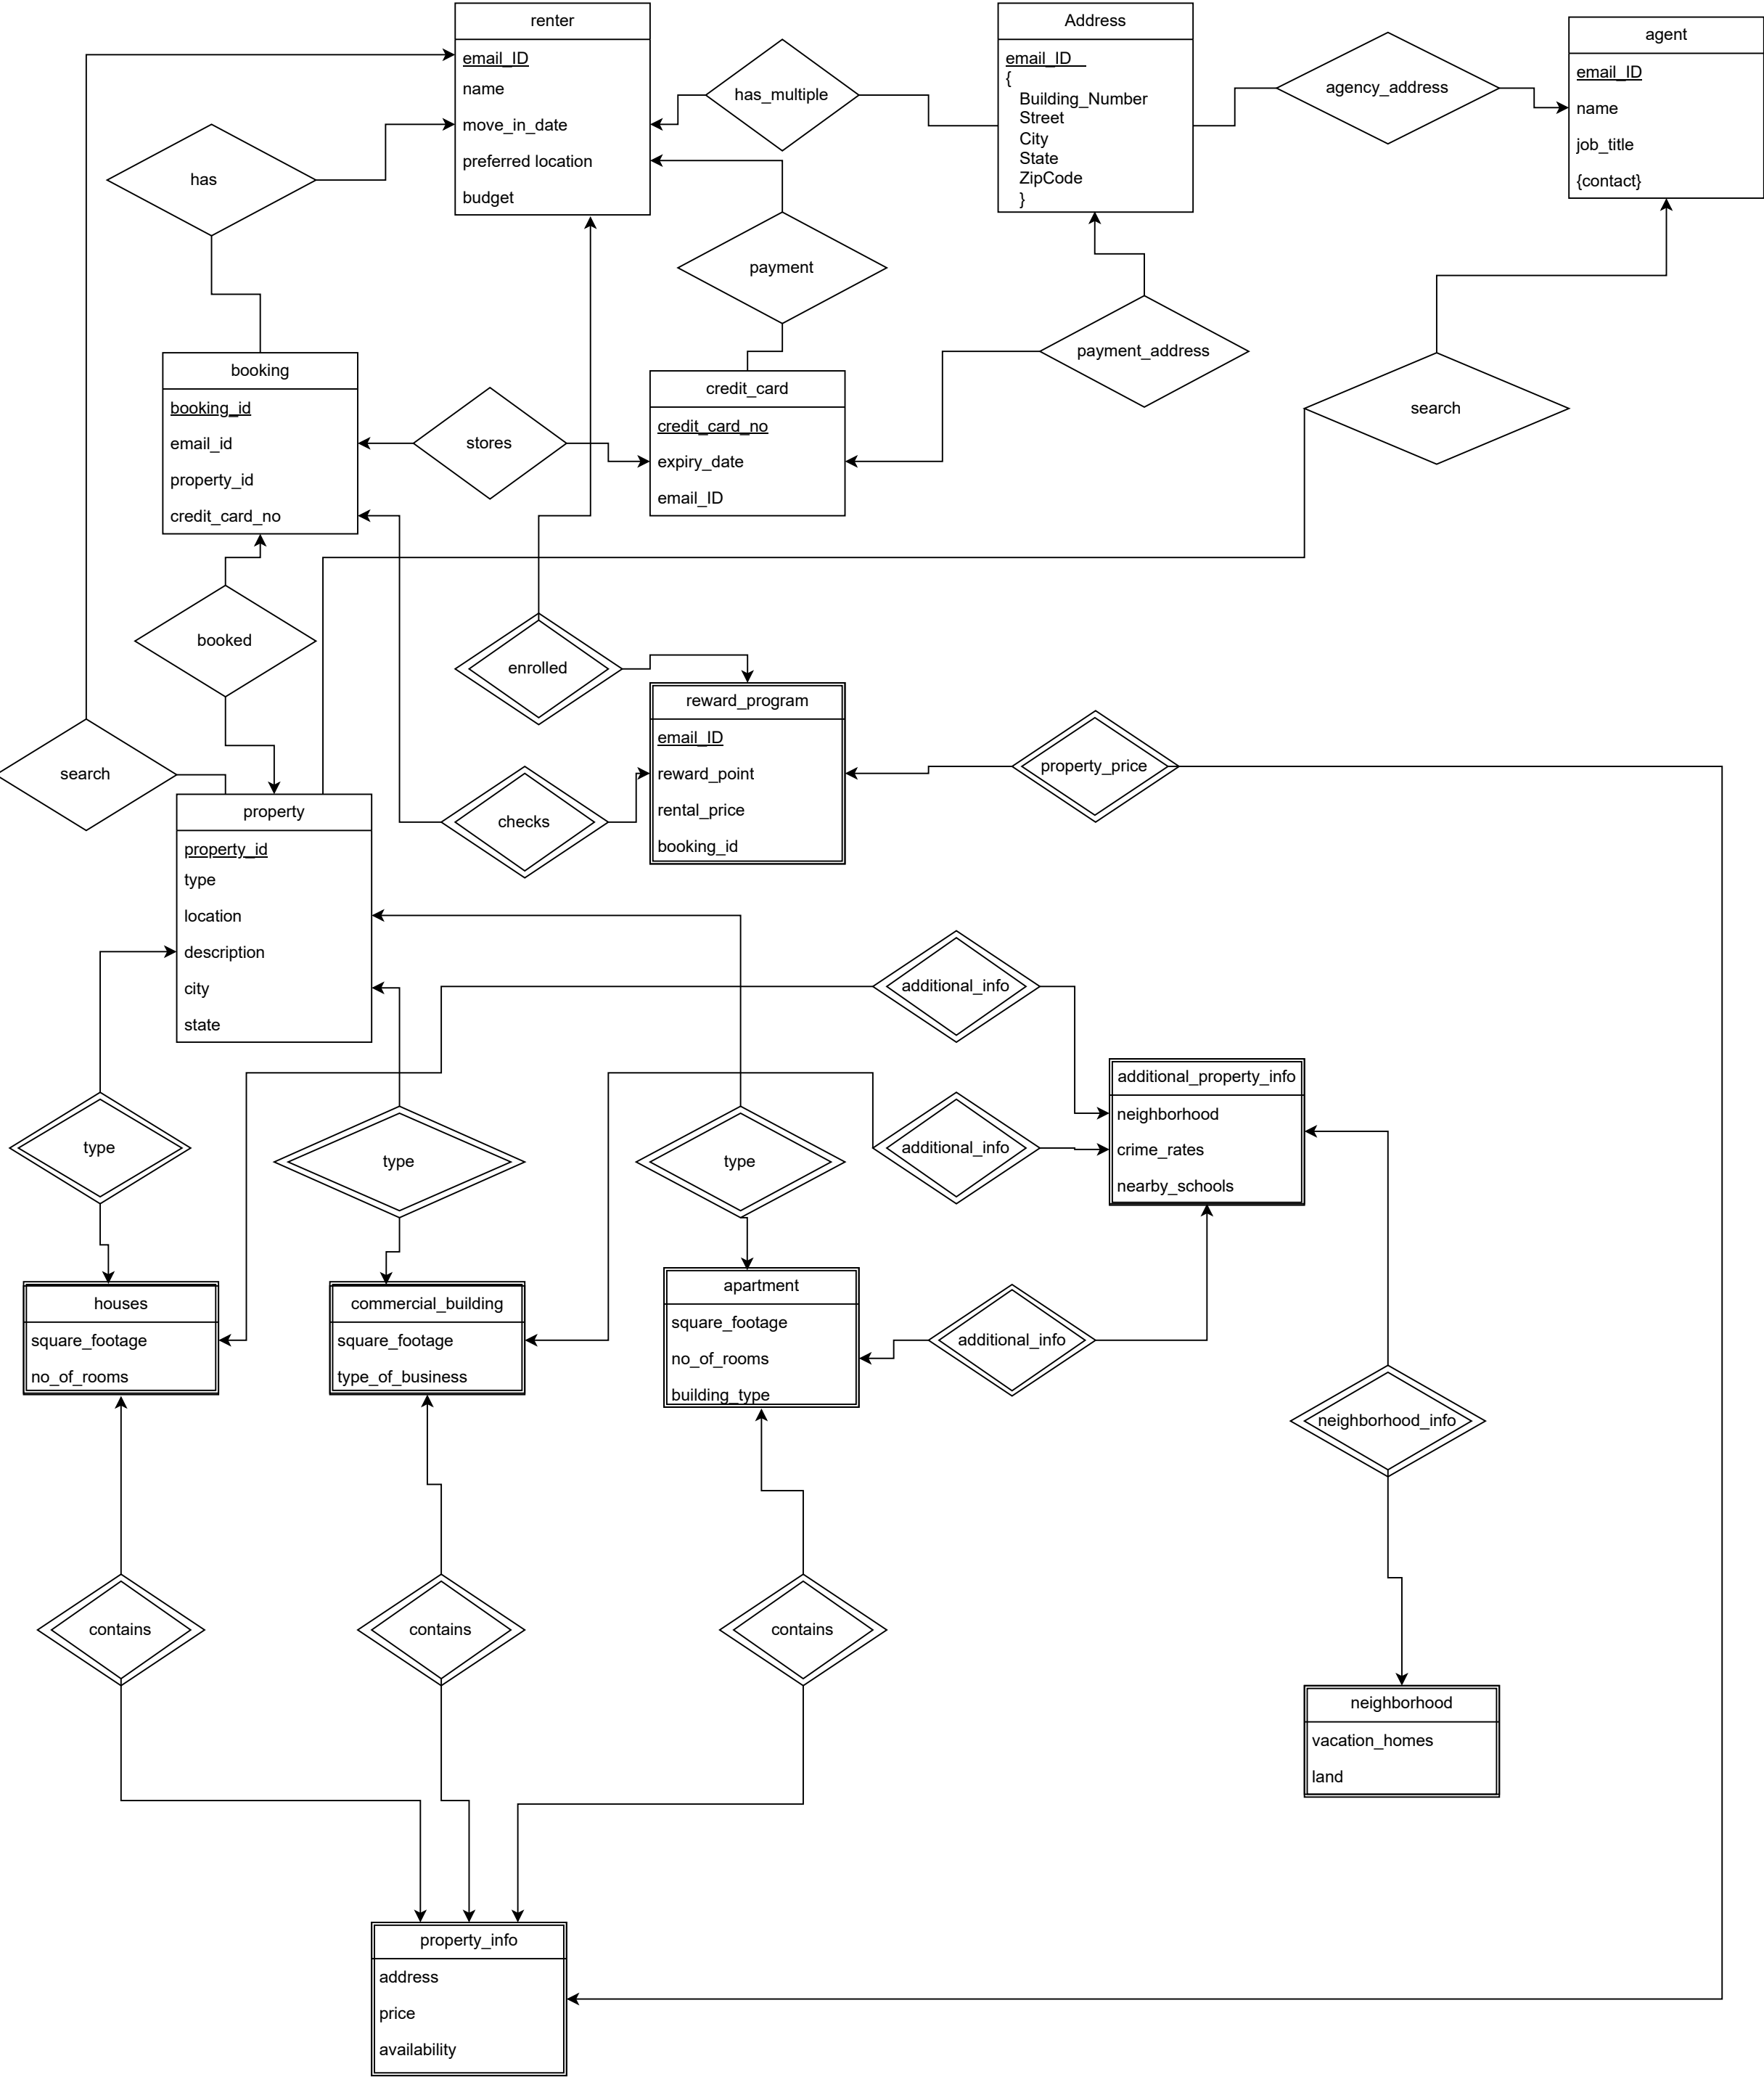 renter
email_ID
name
move_in_date
preferred location
budget
has_multiple
Address
email_ID
{
Building_Number
Street
City
State
ZipCode
}
agency_address
agent
email_ID
name
job_title
{contact}
has
payment
payment_address
search
booking
booking_id
email_id
property_id
credit_card_no
stores
credit_card
credit_card_no
expiry_date
email_ID
booked
enrolled
search
reward_program
email_ID
reward_point
rental_price
booking_id
property_price
checks
property
property_id
type
location
description
city
state
additional_info
additional_info
additional_property_info
neighborhood
crime_rates
nearby_schools
type
type
type
houses
square_footage
no_of_rooms
commercial_building
square_footage
type_of_business
apartment
square_footage
no_of_rooms
building_type
additional_info
neighborhood_info
contains
contains
contains
neighborhood
vacation_homes
land
property_info
address
price
availability